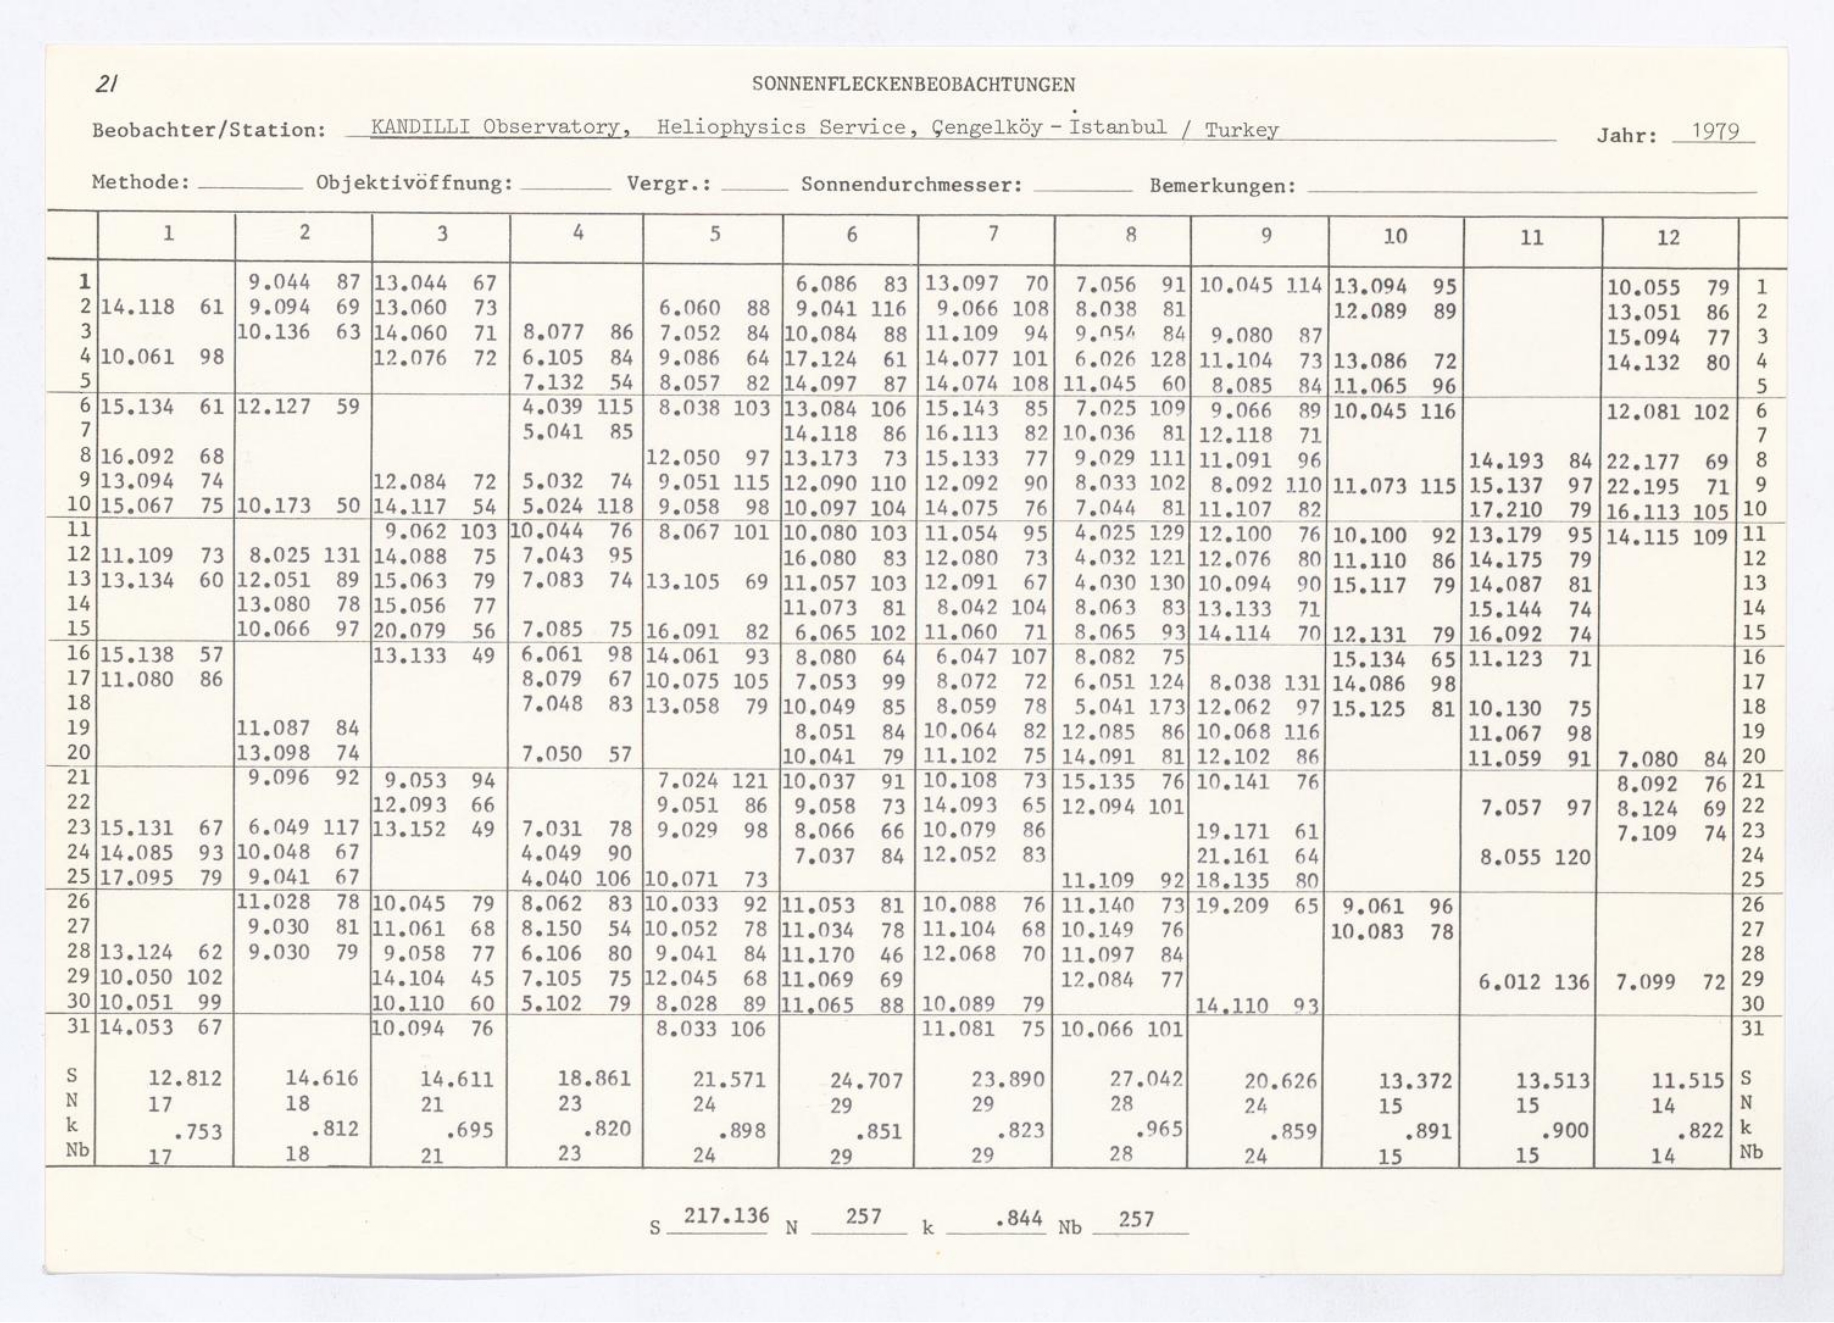 21
SONNENFLECKENBEOBACHTUNGEN
Beobachter/Station: KANDILLI Observatory, Heliophysics Service, Çengelköy - İstanbul / Turkey Jahr: 1979
Methode: Objektivöffnung: Vergr.: Sonnendurchmesser: Bemerkungen:
1 2 3 4 5 6 7 8 9 10 11 12
1 9.044 87 13.044 67 6.086 83 13.097 70 7.056 91 10.045 114 13.094 95 10.055 79 1
2 14.118 61 9.094 69 13.060 73 6.060 88 9.041 116 9.066 108 8.038 81 12.089 89 13.051 86 2
3 10.136 63 14.060 71 8.077 86 7.052 84 10.084 88 11.109 94 9.054 84 9.080 87 15.094 77 3
4 10.061 98 12.076 72 6.105 84 9.086 64 17.124 61 14.077 101 6.026 128 11.104 73 13.086 72 14.132 80 4
5 7.132 54 8.057 82 14.097 87 14.074 108 11.045 60 8.085 84 11.065 96 5
6 15.134 61 12.127 59 4.039 115 8.038 103 13.084 106 15.143 85 7.025 109 9.066 89 10.045 116 12.081 102 6
7 5.041 85 14.118 86 16.113 82 10.036 81 12.118 71 7
8 16.092 68 12.050 97 13.173 73 15.133 77 9.029 111 11.091 96 14.193 84 22.177 69 8
9 13.094 74 12.084 72 5.032 74 9.051 115 12.090 110 12.092 90 8.033 102 8.092 110 11.073 115 15.137 97 22.195 71 9
10 15.067 75 10.173 50 14.117 54 5.024 118 9.058 98 10.097 104 14.075 76 7.044 81 11.107 82 17.210 79 16.113 105 10
11 9.062 103 10.044 76 8.067 101 10.080 103 11.054 95 4.025 129 12.100 76 10.100 92 13.179 95 14.115 109 11
12 11.109 73 8.025 131 14.088 75 7.043 95 16.080 83 12.080 73 4.032 121 12.076 80 11.110 86 14.175 79 12
13 13.134 60 12.051 89 15.063 79 7.083 74 13.105 69 11.057 103 12.091 67 4.030 130 10.094 90 15.117 79 14.087 81 13
14 13.080 78 15.056 77 11.073 81 8.042 104 8.063 83 13.133 71 15.144 74 14
15 10.066 97 20.079 56 7.085 75 16.091 82 6.065 102 11.060 71 8.065 93 14.114 70 12.131 79 16.092 74 15
16 15.138 57 13.133 49 6.061 98 14.061 93 8.080 64 6.047 107 8.082 75 15.134 65 11.123 71 16
17 11.080 86 8.079 67 10.075 105 7.053 99 8.072 72 6.051 124 8.038 131 14.086 98 17
18 7.048 83 13.058 79 10.049 85 8.059 78 5.041 173 12.062 97 15.125 81 10.130 75 18
19 11.087 84 8.051 84 10.064 82 12.085 86 10.068 116 11.067 98 19
20 13.098 74 7.050 57 10.041 79 11.102 75 14.091 81 12.102 86 11.059 91 7.080 84 20
21 9.096 92 9.053 94 7.024 121 10.037 91 10.108 73 15.135 76 10.141 76 8.092 76 21
22 12.093 66 9.051 86 9.058 73 14.093 65 12.094 101 7.057 97 8.124 69 22
23 15.131 67 6.049 117 13.152 49 7.031 78 9.029 98 8.066 66 10.079 86 19.171 61 7.109 74 23
24 14.085 93 10.048 67 4.049 90 7.037 84 12.052 83 21.161 64 8.055 120 24
25 17.095 79 9.041 67 4.040 106 10.071 73 11.109 92 18.135 80 25
26 11.028 78 10.045 79 8.062 83 10.033 92 11.053 81 10.088 76 11.140 73 19.209 65 9.061 96 26
27 9.030 81 11.061 68 8.150 54 10.052 78 11.034 78 11.104 68 10.149 76 10.083 78 27
28 13.124 62 9.030 79 9.058 77 6.106 80 9.041 84 11.170 46 12.068 70 11.097 84 28
29 10.050 102 14.104 45 7.105 75 12.045 68 11.069 69 12.084 77 6.012 136 7.099 72 29
30 10.051 99 10.110 60 5.102 79 8.028 89 11.065 88 10.089 79 14.110 93 30
31 14.053 67 10.094 76 8.033 106 11.081 75 10.066 101 31
S 12.812 14.616 14.611 18.861 21.571 24.707 23.890 27.042 20.626 13.372 13.513 11.515 S
N 17 18 21 23 24 29 29 28 24 15 15 14 N
k .753 .812 .695 .820 .898 .851 .823 .965 .859 .891 .900 .822 k
Nb 17 18 21 23 24 29 29 28 24 15 15 14 Nb
S 217.136 N 257 k .844 Nb 257